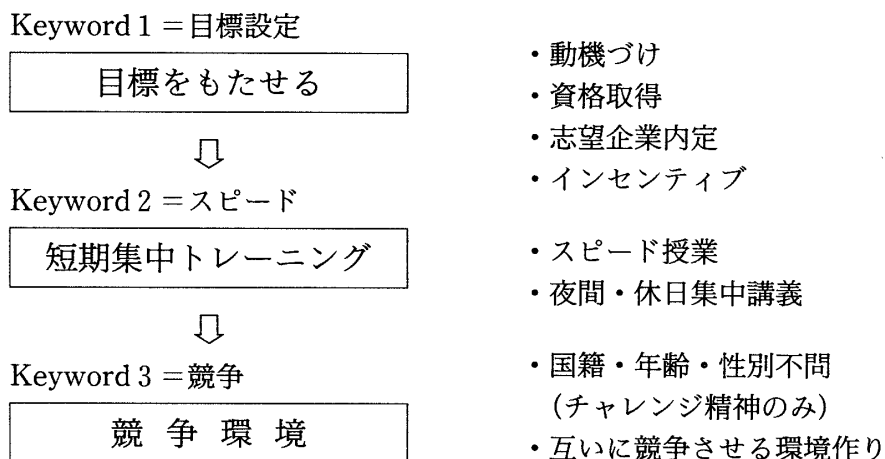 Keyword 1 ＝目標設定
目標をもたせる
・動機づけ
・資格取得
・志望企業内定
・インセンティブ
Keyword 2 ＝スピード
短期集中トレーニング
・スピード授業
・夜間・休日集中講義
Keyword 3 ＝競争
競 争 環 境
・国籍・年齢・性別不問
（チャレンジ精神のみ）
・互いに競争させる環境作り